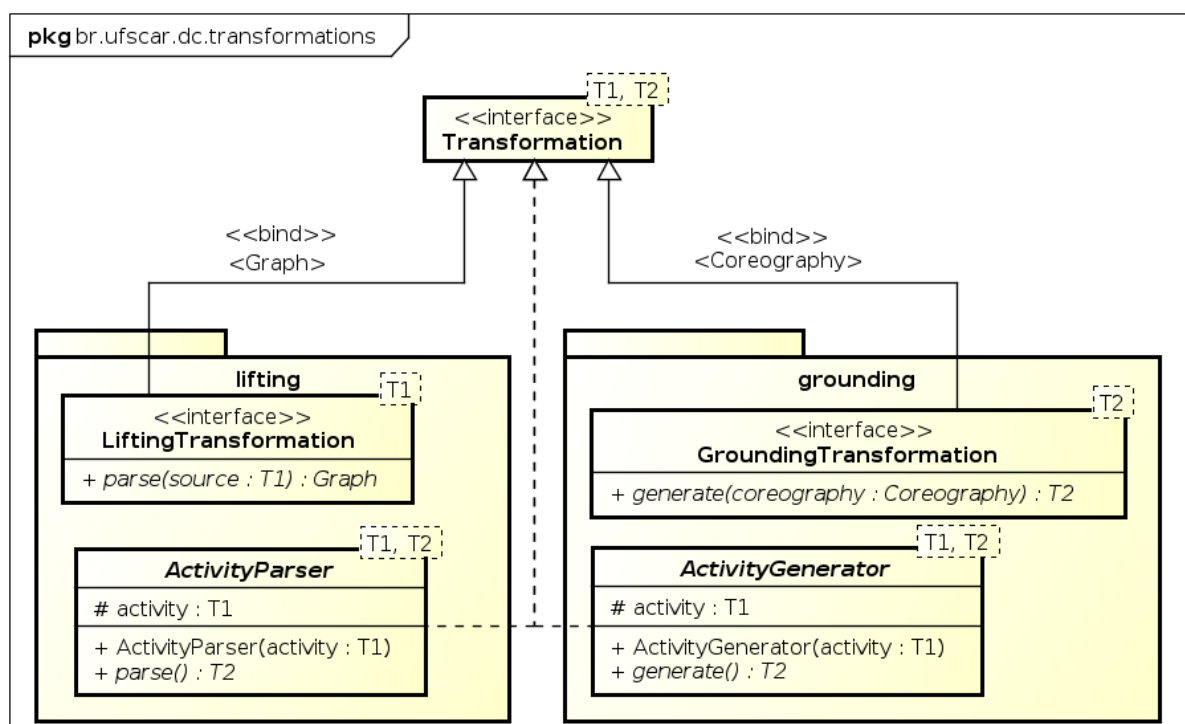 pkg br.ufscar.dc.transformations
T1, T2
<<interface>>
Transformation
<<bind>>
<Graph>
<<bind>>
<Coreography>
lifting
T1
<<interface>>
LiftingTransformation
+ parse(source : T1) : Graph
T1, T2
ActivityParser
# activity : T1
+ ActivityParser(activity : T1)
+ parse() : T2
grounding
T2
<<interface>>
GroundingTransformation
+ generate(coreography : Coreography) : T2
T1, T2
ActivityGenerator
# activity : T1
+ ActivityGenerator(activity : T1)
+ generate() : T2